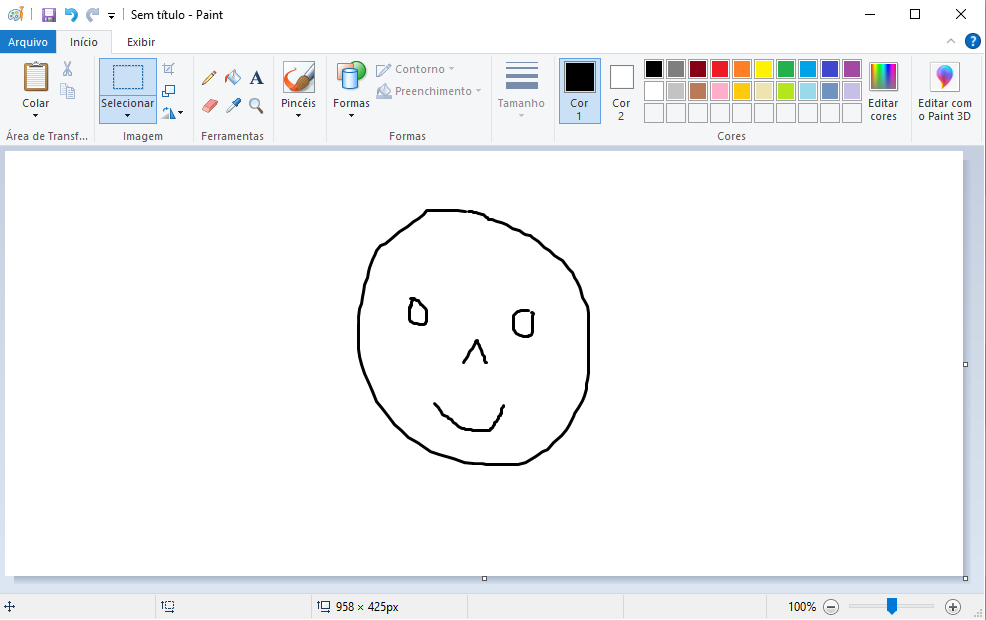 Sem título - Paint
Arquivo Início Exibir
?
Colar
Selecionar
A
Pincéis
Formas
Contorno
Preenchimento
Tamanho
Cor
1
Cor
2
Editar
cores
Editar com
o Paint 3D
Área de Transf...
Imagem
Ferramentas
Formas
Cores
958 × 425px
100%